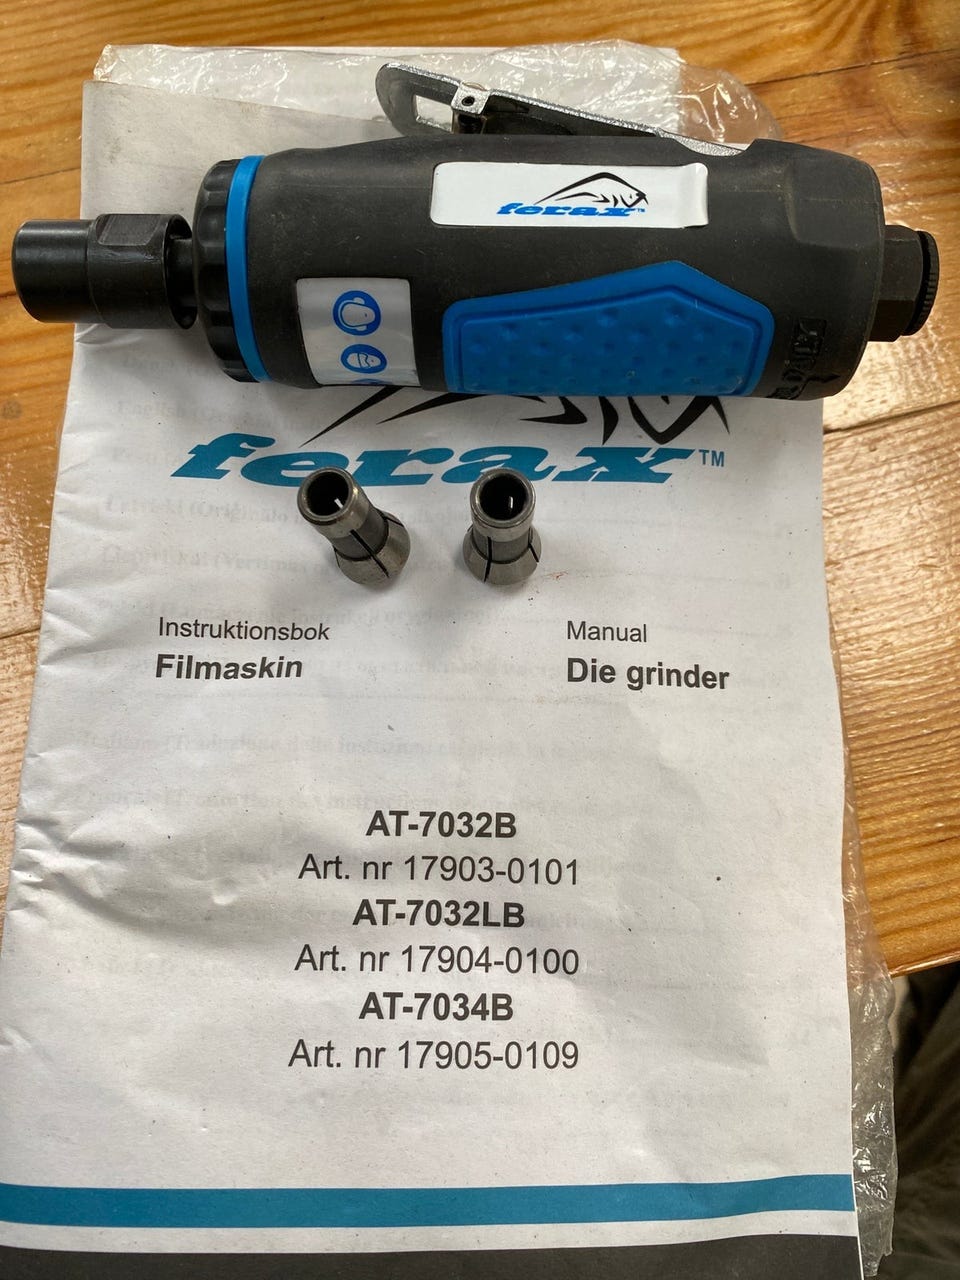 ferax™
ferax™
Instruktionsbok
Filmaskin
Manual
Die grinder
AT-7032B
Art. nr 17903-0101
AT-7032LB
Art. nr 17904-0100
AT-7034B
Art. nr 17905-0109